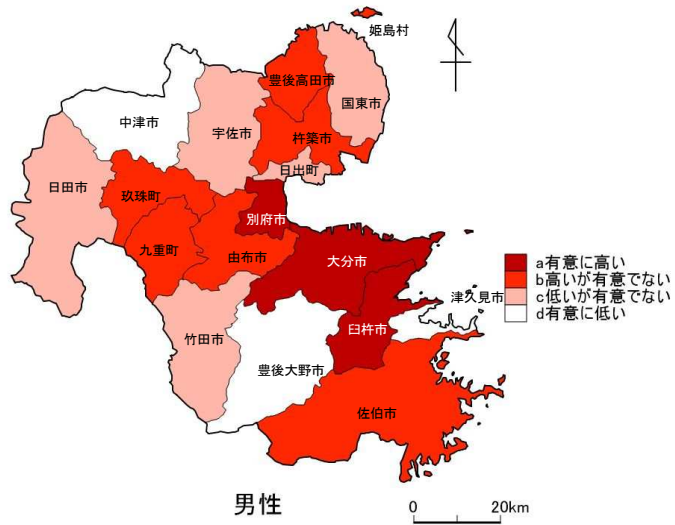 姫島村
豊後高田市
国東市
中津市
宇佐市
杵築市
日出町
日田市
玖珠町
別府市
九重町
由布市
大分市
a有意に高い
b高いが有意でない
c低いが有意でない
d有意に低い
津久見市
臼杵市
竹田市
豊後大野市
佐伯市
男性
0 20km